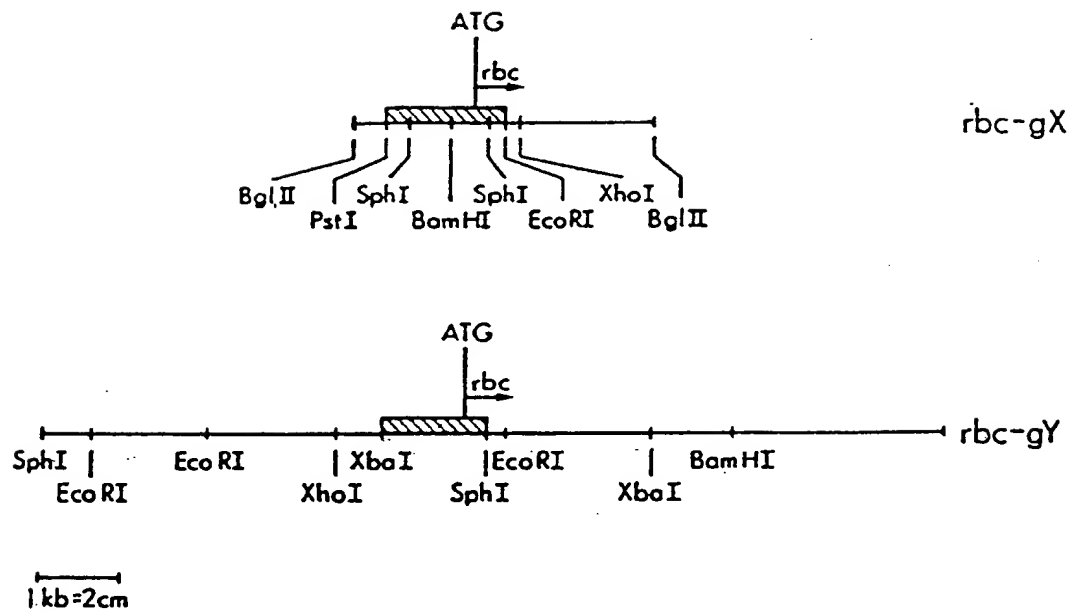 ATG
rbc
rbc-gX
BglII
PstI
SphI
BamHI
SphI
EcoRI
XhoI
BglII
ATG
rbc
rbc-gY
SphI
EcoRI
EcoRI
XhoI
XbaI
SphI
EcoRI
XbaI
BamHI
1 kb=2cm